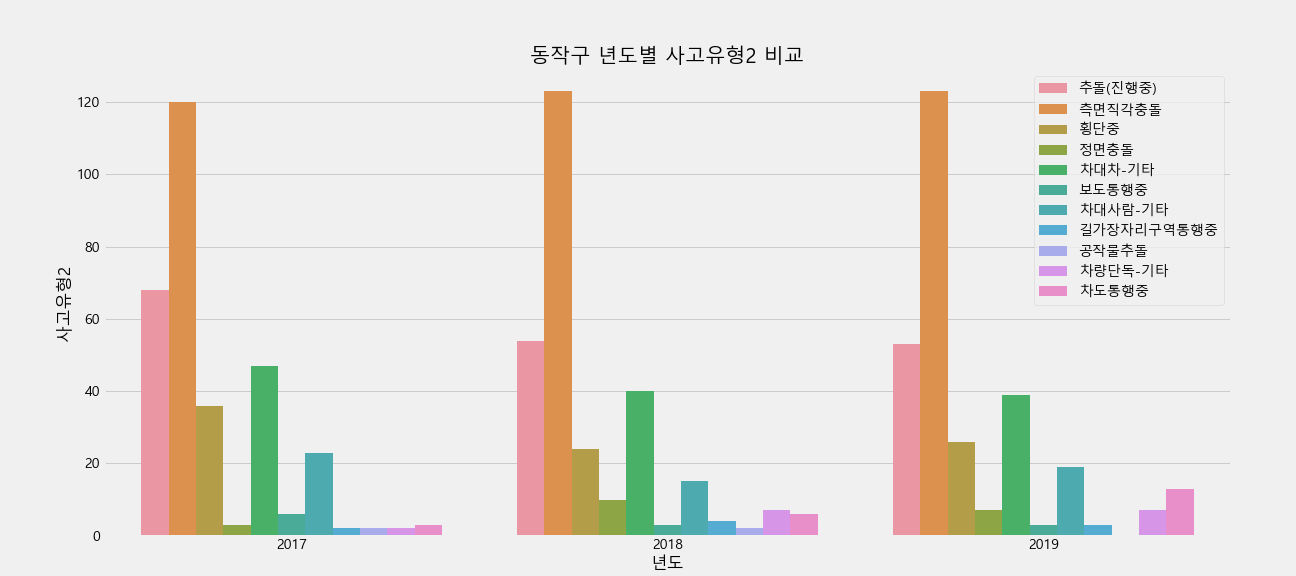 동작구 년도별 사고유형2 비교
사고유형2
120
100
80
60
40
20
0
추돌(진행중)
측면직각충돌
횡단중
정면충돌
차대차-기타
보도통행중
차대사람-기타
길가장자리구역통행중
공작물추돌
차량단독-기타
차도통행중
2017
2018
2019
년도